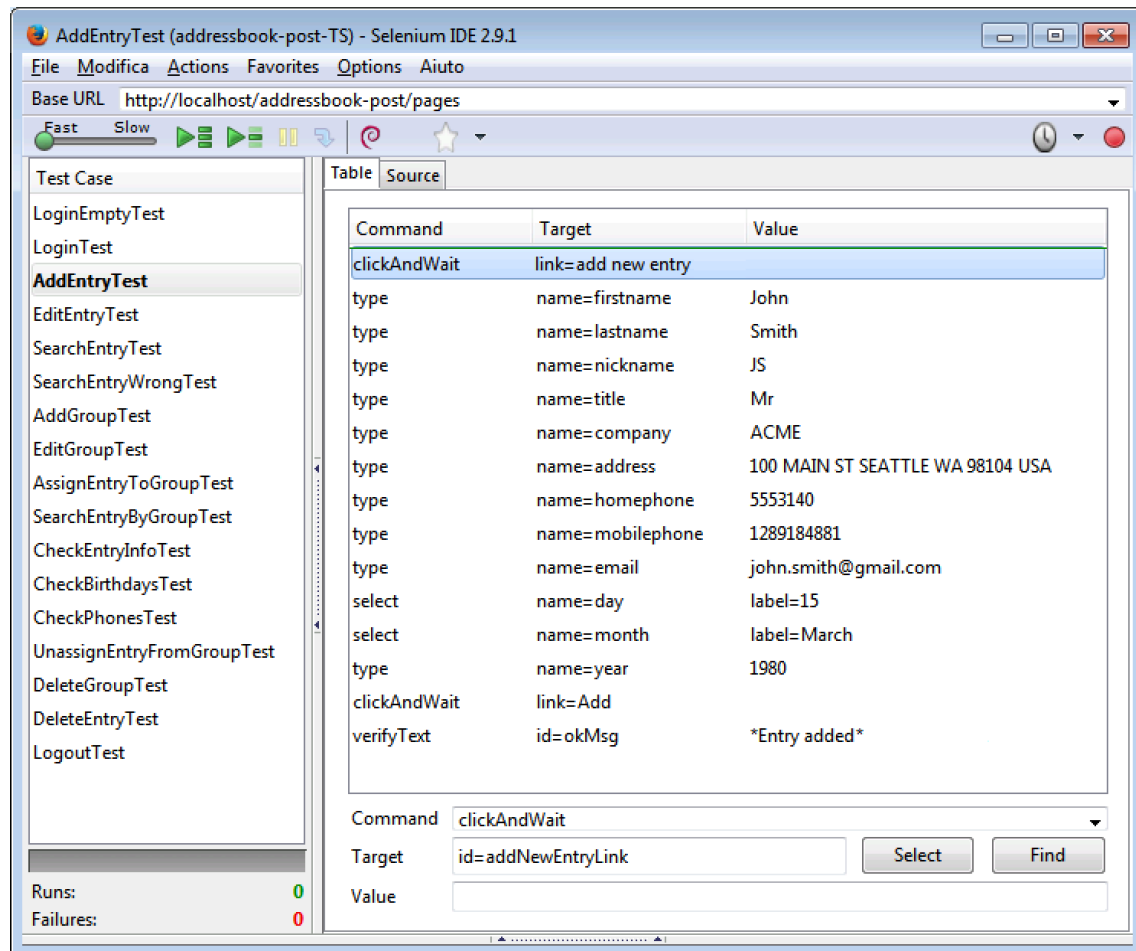 AddEntryTest (addressbook-post-TS) - Selenium IDE 2.9.1
File Modifica Actions Favorites Options Aiuto
Base URL http://localhost/addressbook-post/pages
Fast Slow
Test Case
LoginEmptyTest
LoginTest
AddEntryTest
EditEntryTest
SearchEntryTest
SearchEntryWrongTest
AddGroupTest
EditGroupTest
AssignEntryToGroupTest
SearchEntryByGroupTest
CheckEntryInfoTest
CheckBirthdaysTest
CheckPhonesTest
UnassignEntryFromGroupTest
DeleteGroupTest
DeleteEntryTest
LogoutTest
Runs: 0
Failures: 0
Table Source
Command Target Value
clickAndWait link=add new entry
type name=firstname John
type name=lastname Smith
type name=nickname JS
type name=title Mr
type name=company ACME
type name=address 100 MAIN ST SEATTLE WA 98104 USA
type name=homephone 5553140
type name=mobilephone 1289184881
type name=email john.smith@gmail.com
select name=day label=15
select name=month label=March
type name=year 1980
clickAndWait link=Add
verifyText id=okMsg *Entry added*
Command clickAndWait
Target id=addNewEntryLink Select Find
Value